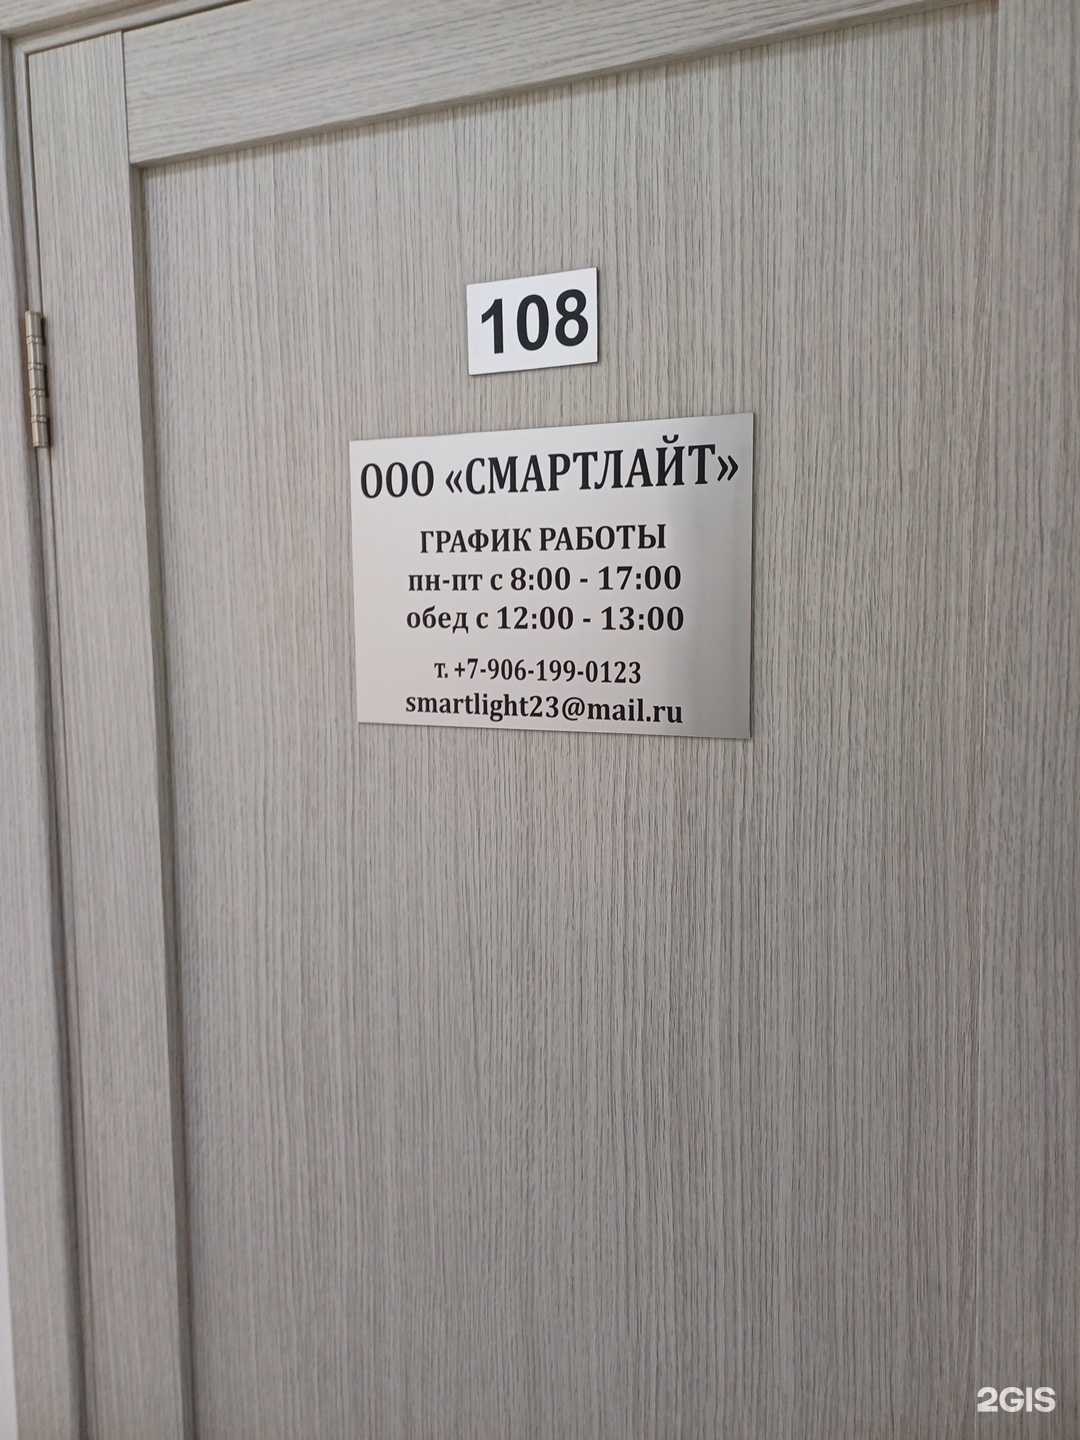 108
ООО «СМАРТЛАЙТ»
ГРАФИК РАБОТЫ
пн-пт с 8:00 - 17:00
обед с 12:00 - 13:00
т. +7-906-199-0123
smartlight23@mail.ru
2GIS